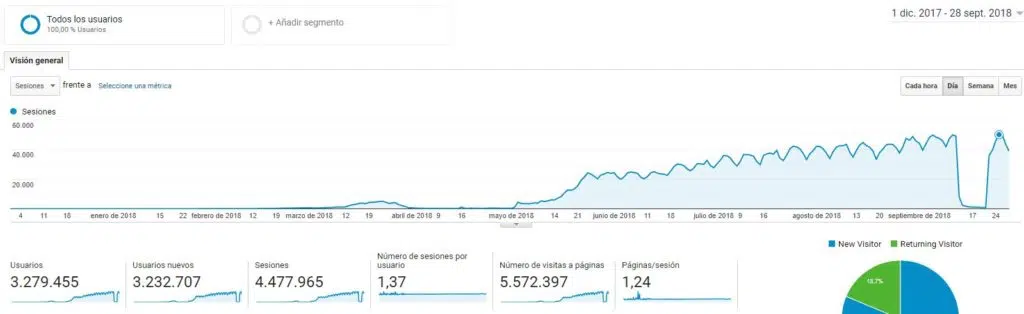 Todos los usuarios
100,00 % Usuarios
+ Añadir segmento
1 dic. 2017 - 28 sept. 2018
Visión general
Sesiones frente a Seleccione una métrica
Cada hora Día Semana Mes
Sesiones
60.000
40.000
20.000
4 11 18 enero de 2018 15 22 febrero de 2018 12 19 marzo de 2018 12 19 abril de 2018 9 16 mayo de 2018 14 21 junio de 2018 11 18 julio de 2018 9 16 agosto de 2018 13 20 septiembre de 2018 17 24
New Visitor Returning Visitor
Usuarios
3.279.455
Usuarios nuevos
3.232.707
Sesiones
4.477.965
Número de sesiones por
usuario
1,37
Número de visitas a páginas
5.572.397
Páginas/sesión
1,24